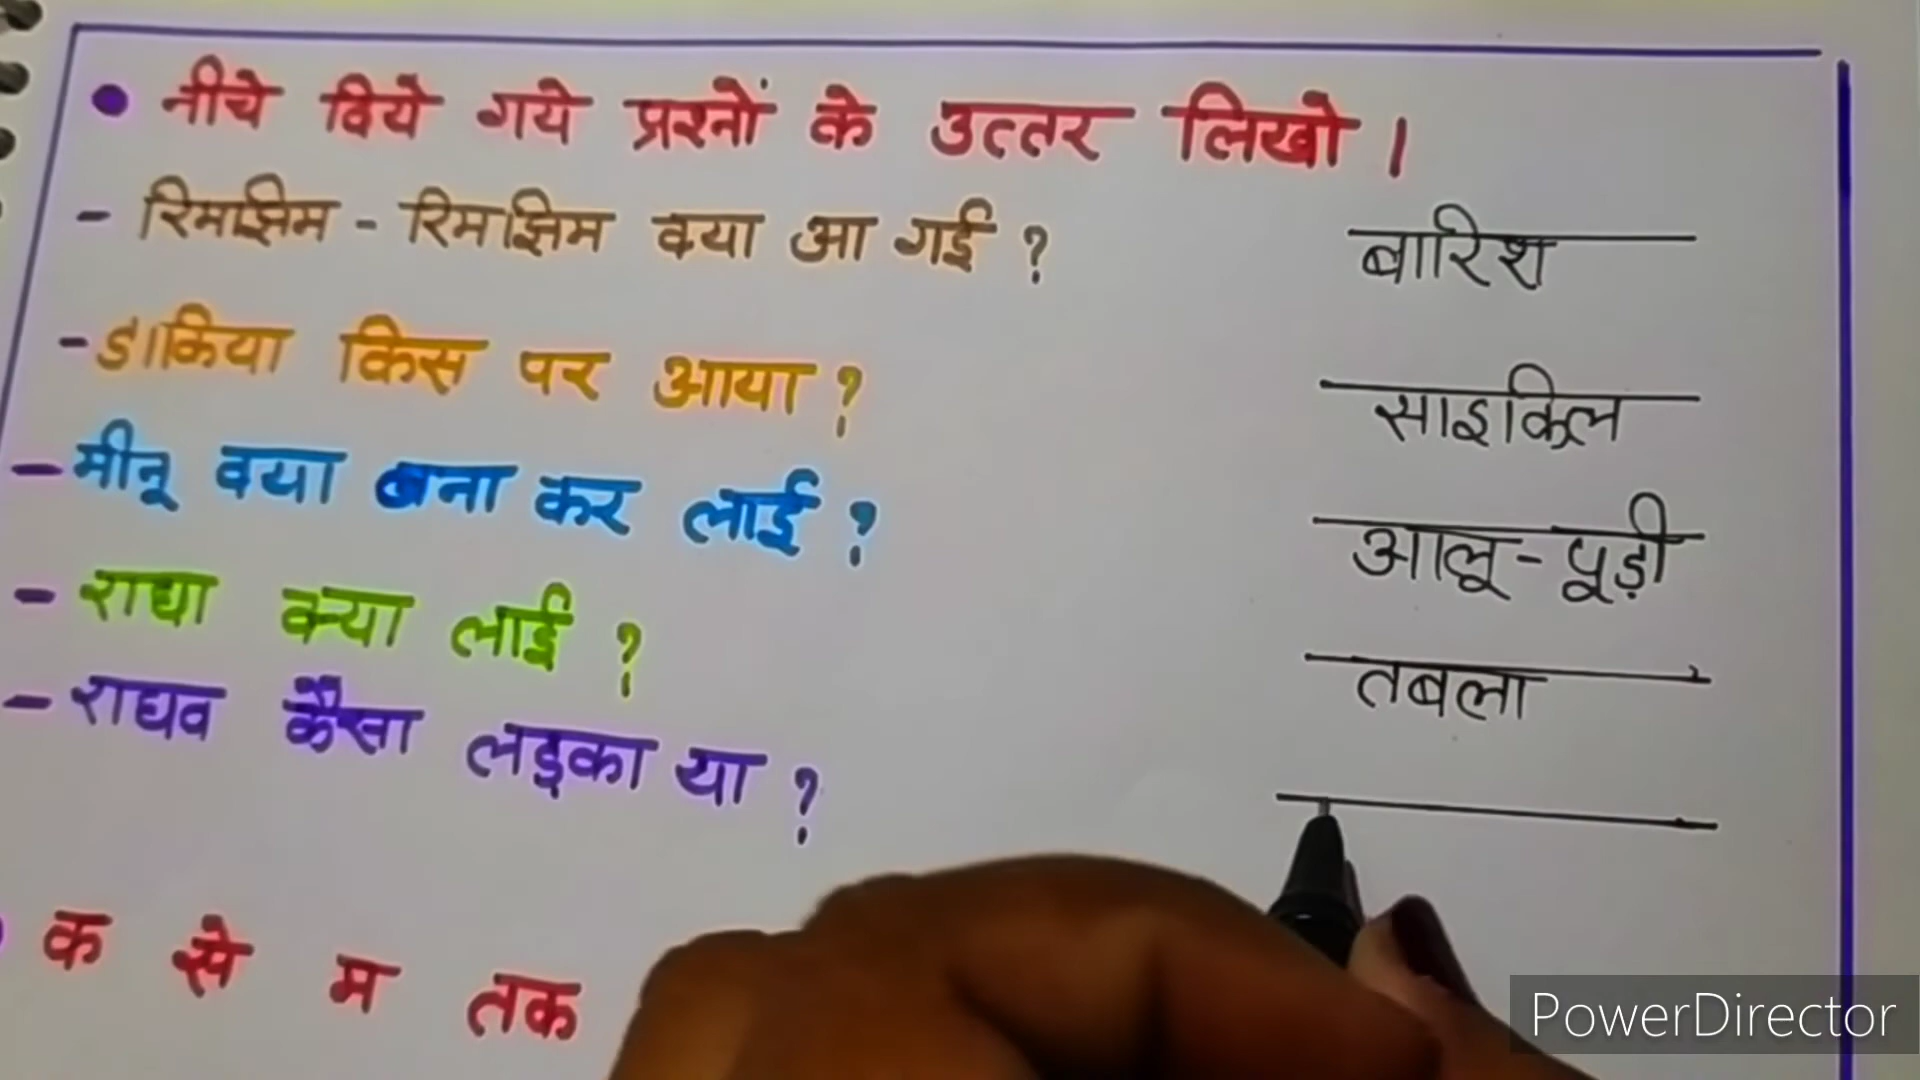 नीचे दिये गये प्रश्नों के उत्तर लिखो ।
- रिमझिम - रिमझिम क्या आ गई ? बारिश
- डाकिया किस पर आया ? साइकिल
- मीनू क्या बना कर लाई ? आलू - पूड़ी
- राधा क्या लाई ? तबला
- राघव कैसा लड़का था ?
क से म तक
PowerDirector